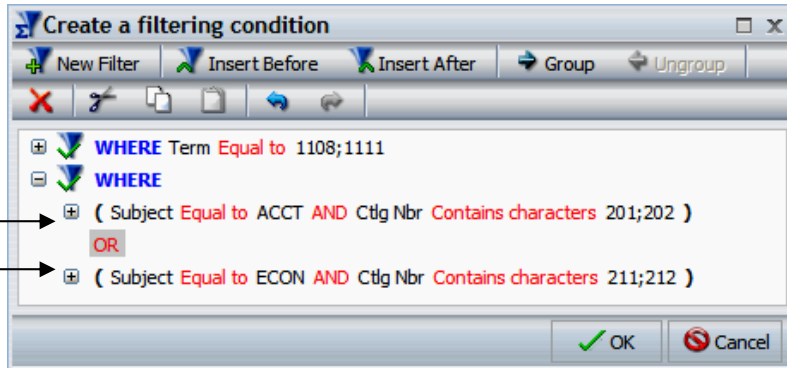 Create a filtering condition
New Filter Insert Before Insert After Group Ungroup
WHERE Term Equal to 1108;1111
WHERE
( Subject Equal to ACCT AND Ctlg Nbr Contains characters 201;202 )
OR
( Subject Equal to ECON AND Ctlg Nbr Contains characters 211;212 )
OK Cancel